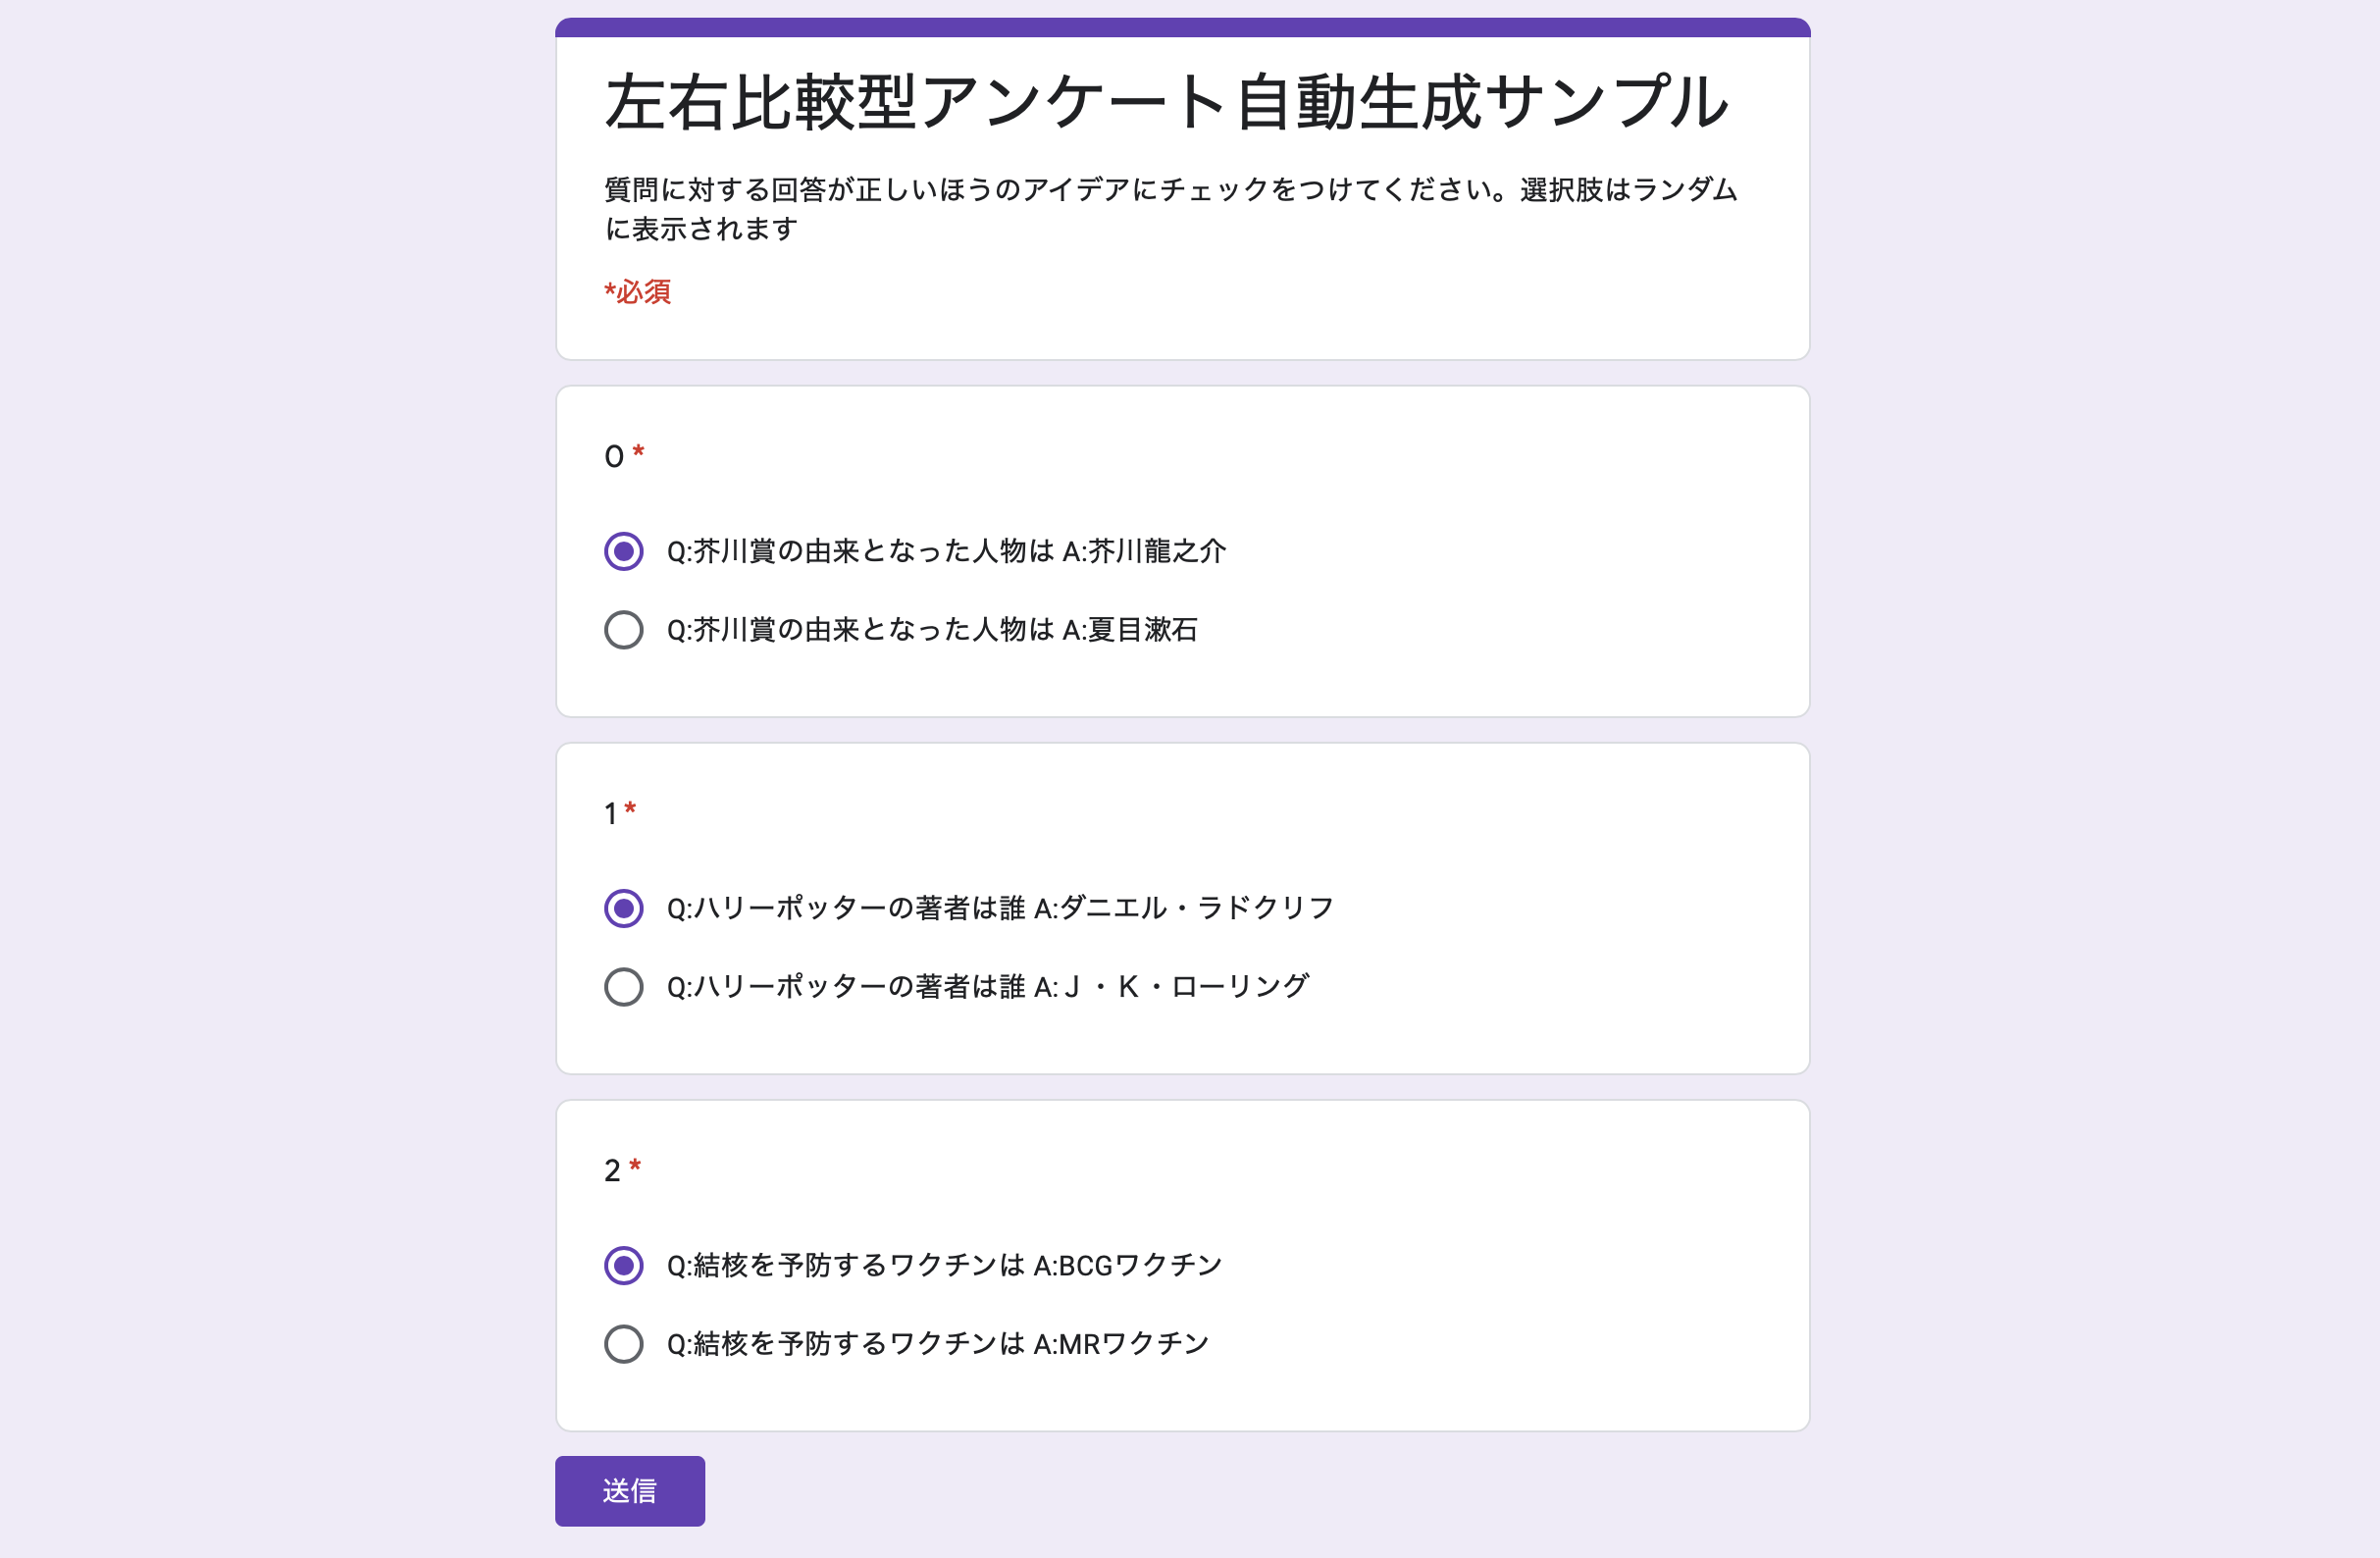 左右比較型アンケート自動生成サンプル
質問に対する回答が正しいほうのアイデアにチェックをつけてください。選択肢はランダム
に表示されます
*必須
0 *
Q:芥川賞の由来となった人物は A:芥川龍之介
Q:芥川賞の由来となった人物は A:夏目漱石
1 *
Q:ハリーポッターの著者は誰 A:ダニエル・ラドクリフ
Q:ハリーポッターの著者は誰 A:Ｊ・Ｋ・ローリング
2 *
Q:結核を予防するワクチンは A:BCGワクチン
Q:結核を予防するワクチンは A:MRワクチン
送信